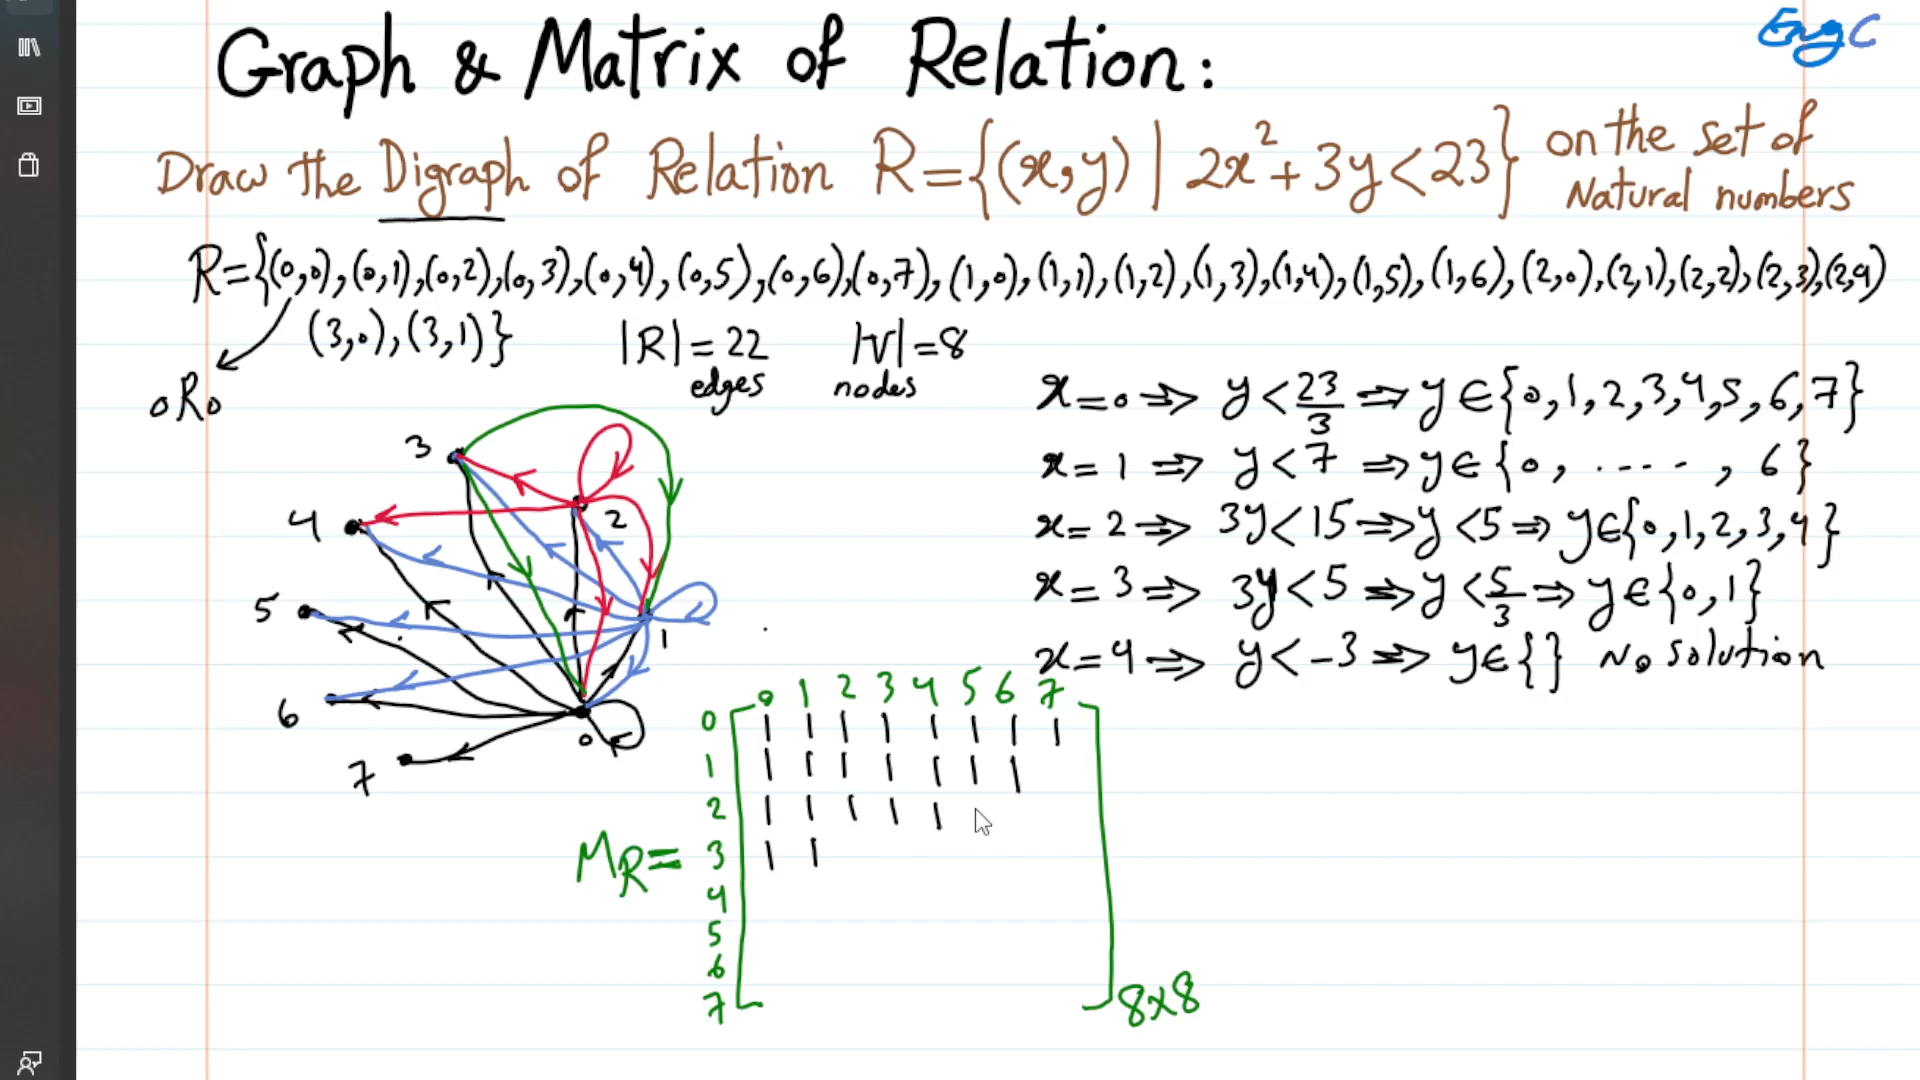 Graph & Matrix of Relation:
EngC
Draw the Digraph of Relation R={(x,y) | 2x²+3y<23} on the set of Natural numbers
R={(0,0),(0,1),(0,2),(0,3),(0,4),(0,5),(0,6),(0,7),(1,0),(1,1),(1,2),(1,3),(1,4),(1,5),(1,6),(2,0),(2,1),(2,2),(2,3),(2,4)
(3,0),(3,1)}
|R|=22 |V|=8
edges nodes
0R0
x=0 ⇒ y<23/3 ⇒ y∈{0,1,2,3,4,5,6,7}
x=1 ⇒ y<7 ⇒ y∈{0, ...., 6}
x=2 ⇒ 3y<15 ⇒ y<5 ⇒ y∈{0,1,2,3,4}
x=3 ⇒ 3y<5 ⇒ y<5/3 ⇒ y∈{0,1}
x=4 ⇒ y<-3 ⇒ y∈{} No solution
3
2
4
5
1
6
0
7
0 1 2 3 4 5 6 7
0 1 1 1 1 1 1 1 1
1 1 1 1 1 1 1 1
2 1 1 1 1 1
MR= 3 1 1
4
5
6
7
8x8